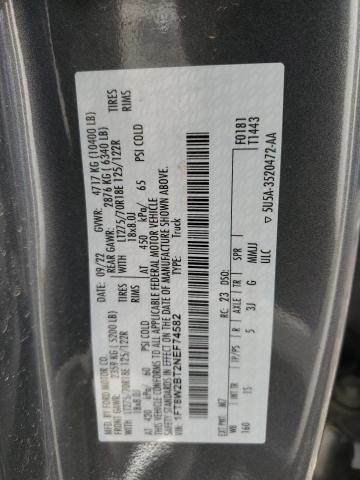 MFD. BY FORD MOTOR CO.
09/22
GVWR: 4717 KG (10400 LB)
FRONT GAWR: 2359 KG ( 5200 LB)
REAR GAWR: 2876 KG ( 6340 LB)
LT275/70R18E 125/122R
WITH
LT275/70R18E 125/122R
TIRES
18x8.0J
18x8.0J
RIMS
AT 420 kPa/ 60 PSI COLD
AT 450 kPa/ 65 PSI COLD
TIRES
RIMS
THIS VEHICLE CONFORMS TO ALL APPLICABLE FEDERAL MOTOR VEHICLE
SAFETY STANDARDS IN EFFECT ON THE DATE OF MANUFACTURE SHOWN ABOVE.
VIN: 1FT8W2BT2NEF74582
TYPE: Truck
F0181
T1443
EXT PNT: M7
RC: 23 DSO:
WB INT TR TP/PS R AXLE TR SPR
160 15 5 3J G MMJJ
ULC
▽ 5U5A-3520472-AA